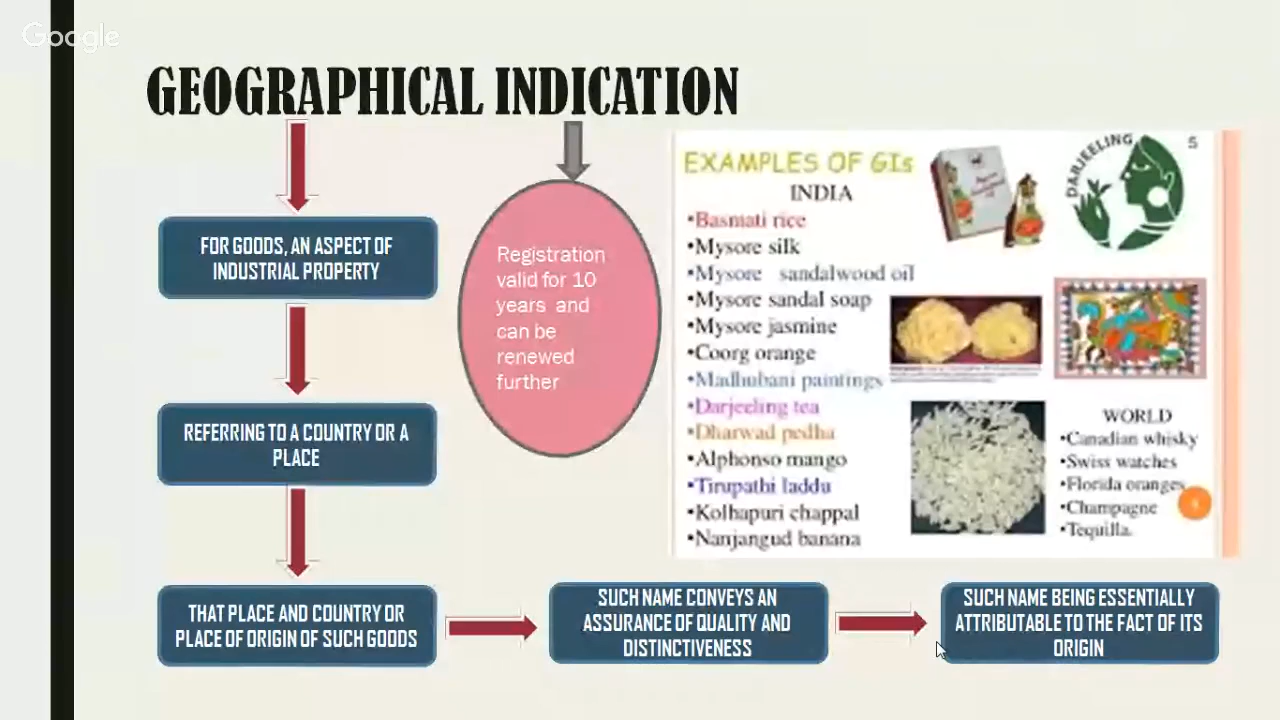 Google
GEOGRAPHICAL INDICATION
FOR GOODS, AN ASPECT OF
INDUSTRIAL PROPERTY
REFERRING TO A COUNTRY OR A
PLACE
THAT PLACE AND COUNTRY OR
PLACE OF ORIGIN OF SUCH GOODS
SUCH NAME CONVEYS AN
ASSURANCE OF QUALITY AND
DISTINCTIVENESS
SUCH NAME BEING ESSENTIALLY
ATTRIBUTABLE TO THE FACT OF ITS
ORIGIN
Registration
valid for 10
years and
can be
renewed
further
EXAMPLES OF GIs
INDIA
•Basmati rice
•Mysore silk
•Mysore sandalwood oil
•Mysore sandal soap
•Mysore jasmine
•Coorg orange
•Madhubani paintings
•Darjeeling tea
•Dharwad pedha
•Alphonso mango
•Tirupathi laddu
•Kolhapuri chappal
•Nanjangud banana
DARJEELING
5
WORLD
•Canadian whisky
•Swiss watches
•Florida oranges
•Champagne
•Tequilla.